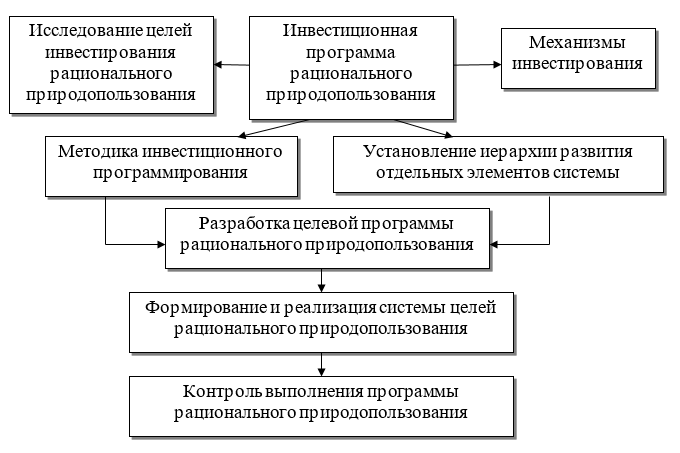 Исследование целей
инвестирования
рационального
природопользования
Инвестиционная
программа
рационального
природопользования
Механизмы
инвестирования
Методика инвестиционного
программирования
Установление иерархии развития
отдельных элементов системы
Разработка целевой программы
рационального природопользования
Формирование и реализация системы целей
рационального природопользования
Контроль выполнения программы
рационального природопользования